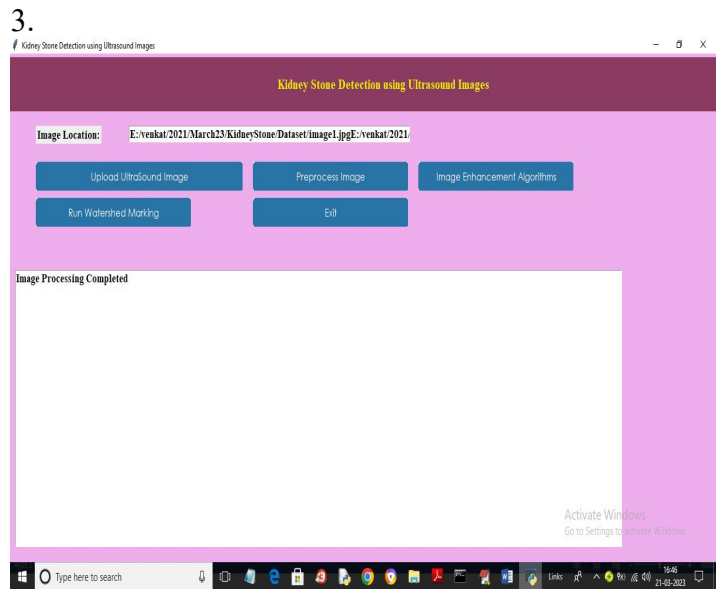 3.
Kidney Stone Detection using Ultrasound Images
Kidney Stone Detection using Ultrasound Images
Image Location: E:/venkat/2021/March23/KidneyStone/Dataset/image1.jpgE:/venkat/2021/
Upload UltraSound Image Preprocess Image Image Enhancement Algorithms
Run Watershed Marking Exit
Image Processing Completed
Activate Windows
Go to Settings to activate Windows.
Type here to search Links 16:46
21-03-2023